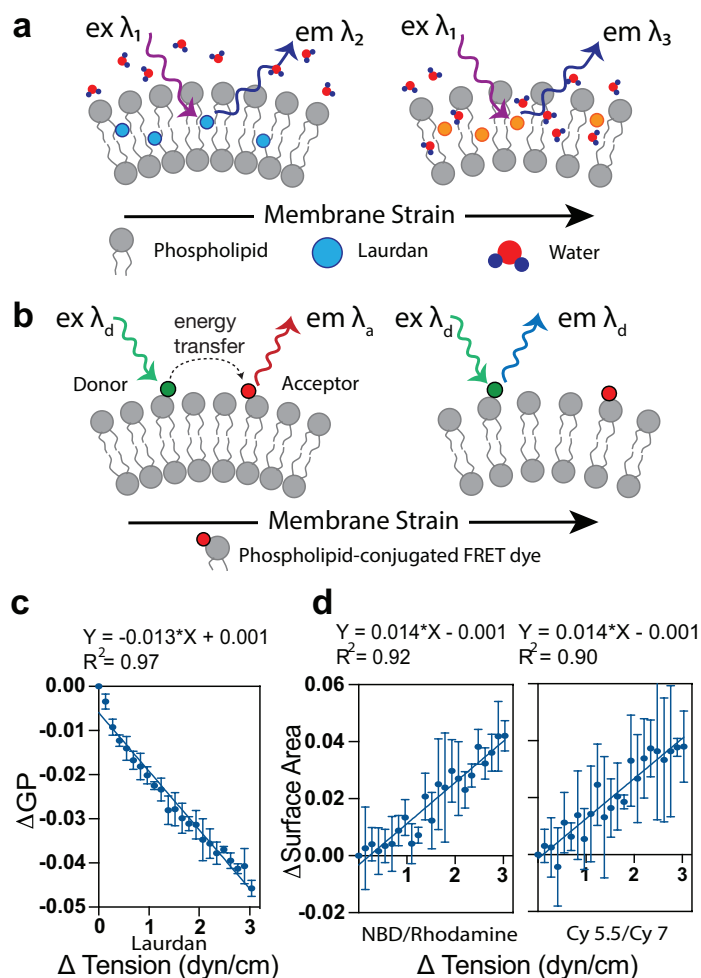 a
ex λ1 em λ2 ex λ1 em λ3
Membrane Strain
Phospholipid Laurdan Water
b
ex λd energy transfer em λa ex λd em λd
Donor Acceptor
Membrane Strain
Phospholipid-conjugated FRET dye
c d
Y = -0.013*X + 0.001 Y = 0.014*X - 0.001 Y = 0.014*X - 0.001
R2= 0.97 R2= 0.92 R2= 0.90
ΔGP
0.00
-0.01
-0.02
-0.03
-0.04
-0.05
0 1 2 3
Laurdan
Δ Tension (dyn/cm)
ΔSurface Area
0.06
0.04
0.02
0.00
-0.02
1 2 3 1 2 3
NBD/Rhodamine Cy 5.5/Cy 7
Δ Tension (dyn/cm)